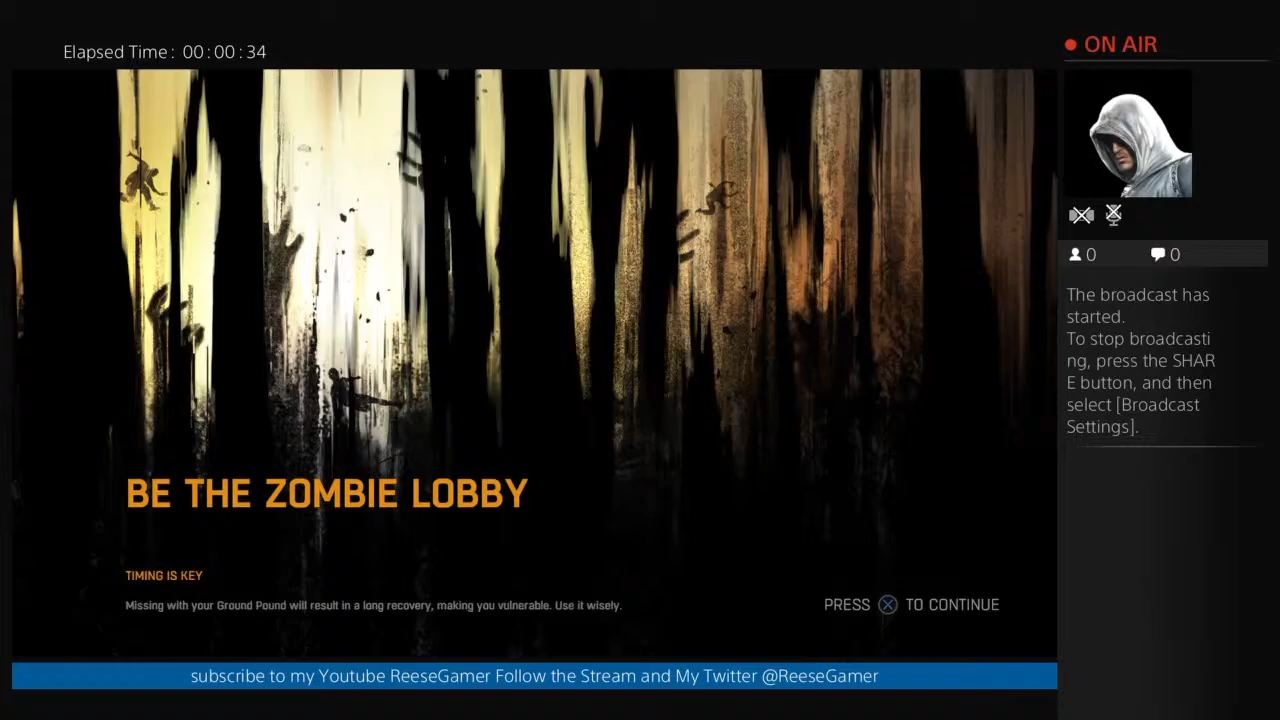 Elapsed Time: 00:00:34
ON AIR
0 0
The broadcast has
started.
To stop broadcasti
ng, press the SHAR
E button, and then
select [Broadcast
Settings].
BE THE ZOMBIE LOBBY
TIMING IS KEY
Missing with your Ground Pound will result in a long recovery, making you vulnerable. Use it wisely.
PRESS TO CONTINUE
subscribe to my Youtube ReeseGamer Follow the Stream and My Twitter @ReeseGamer